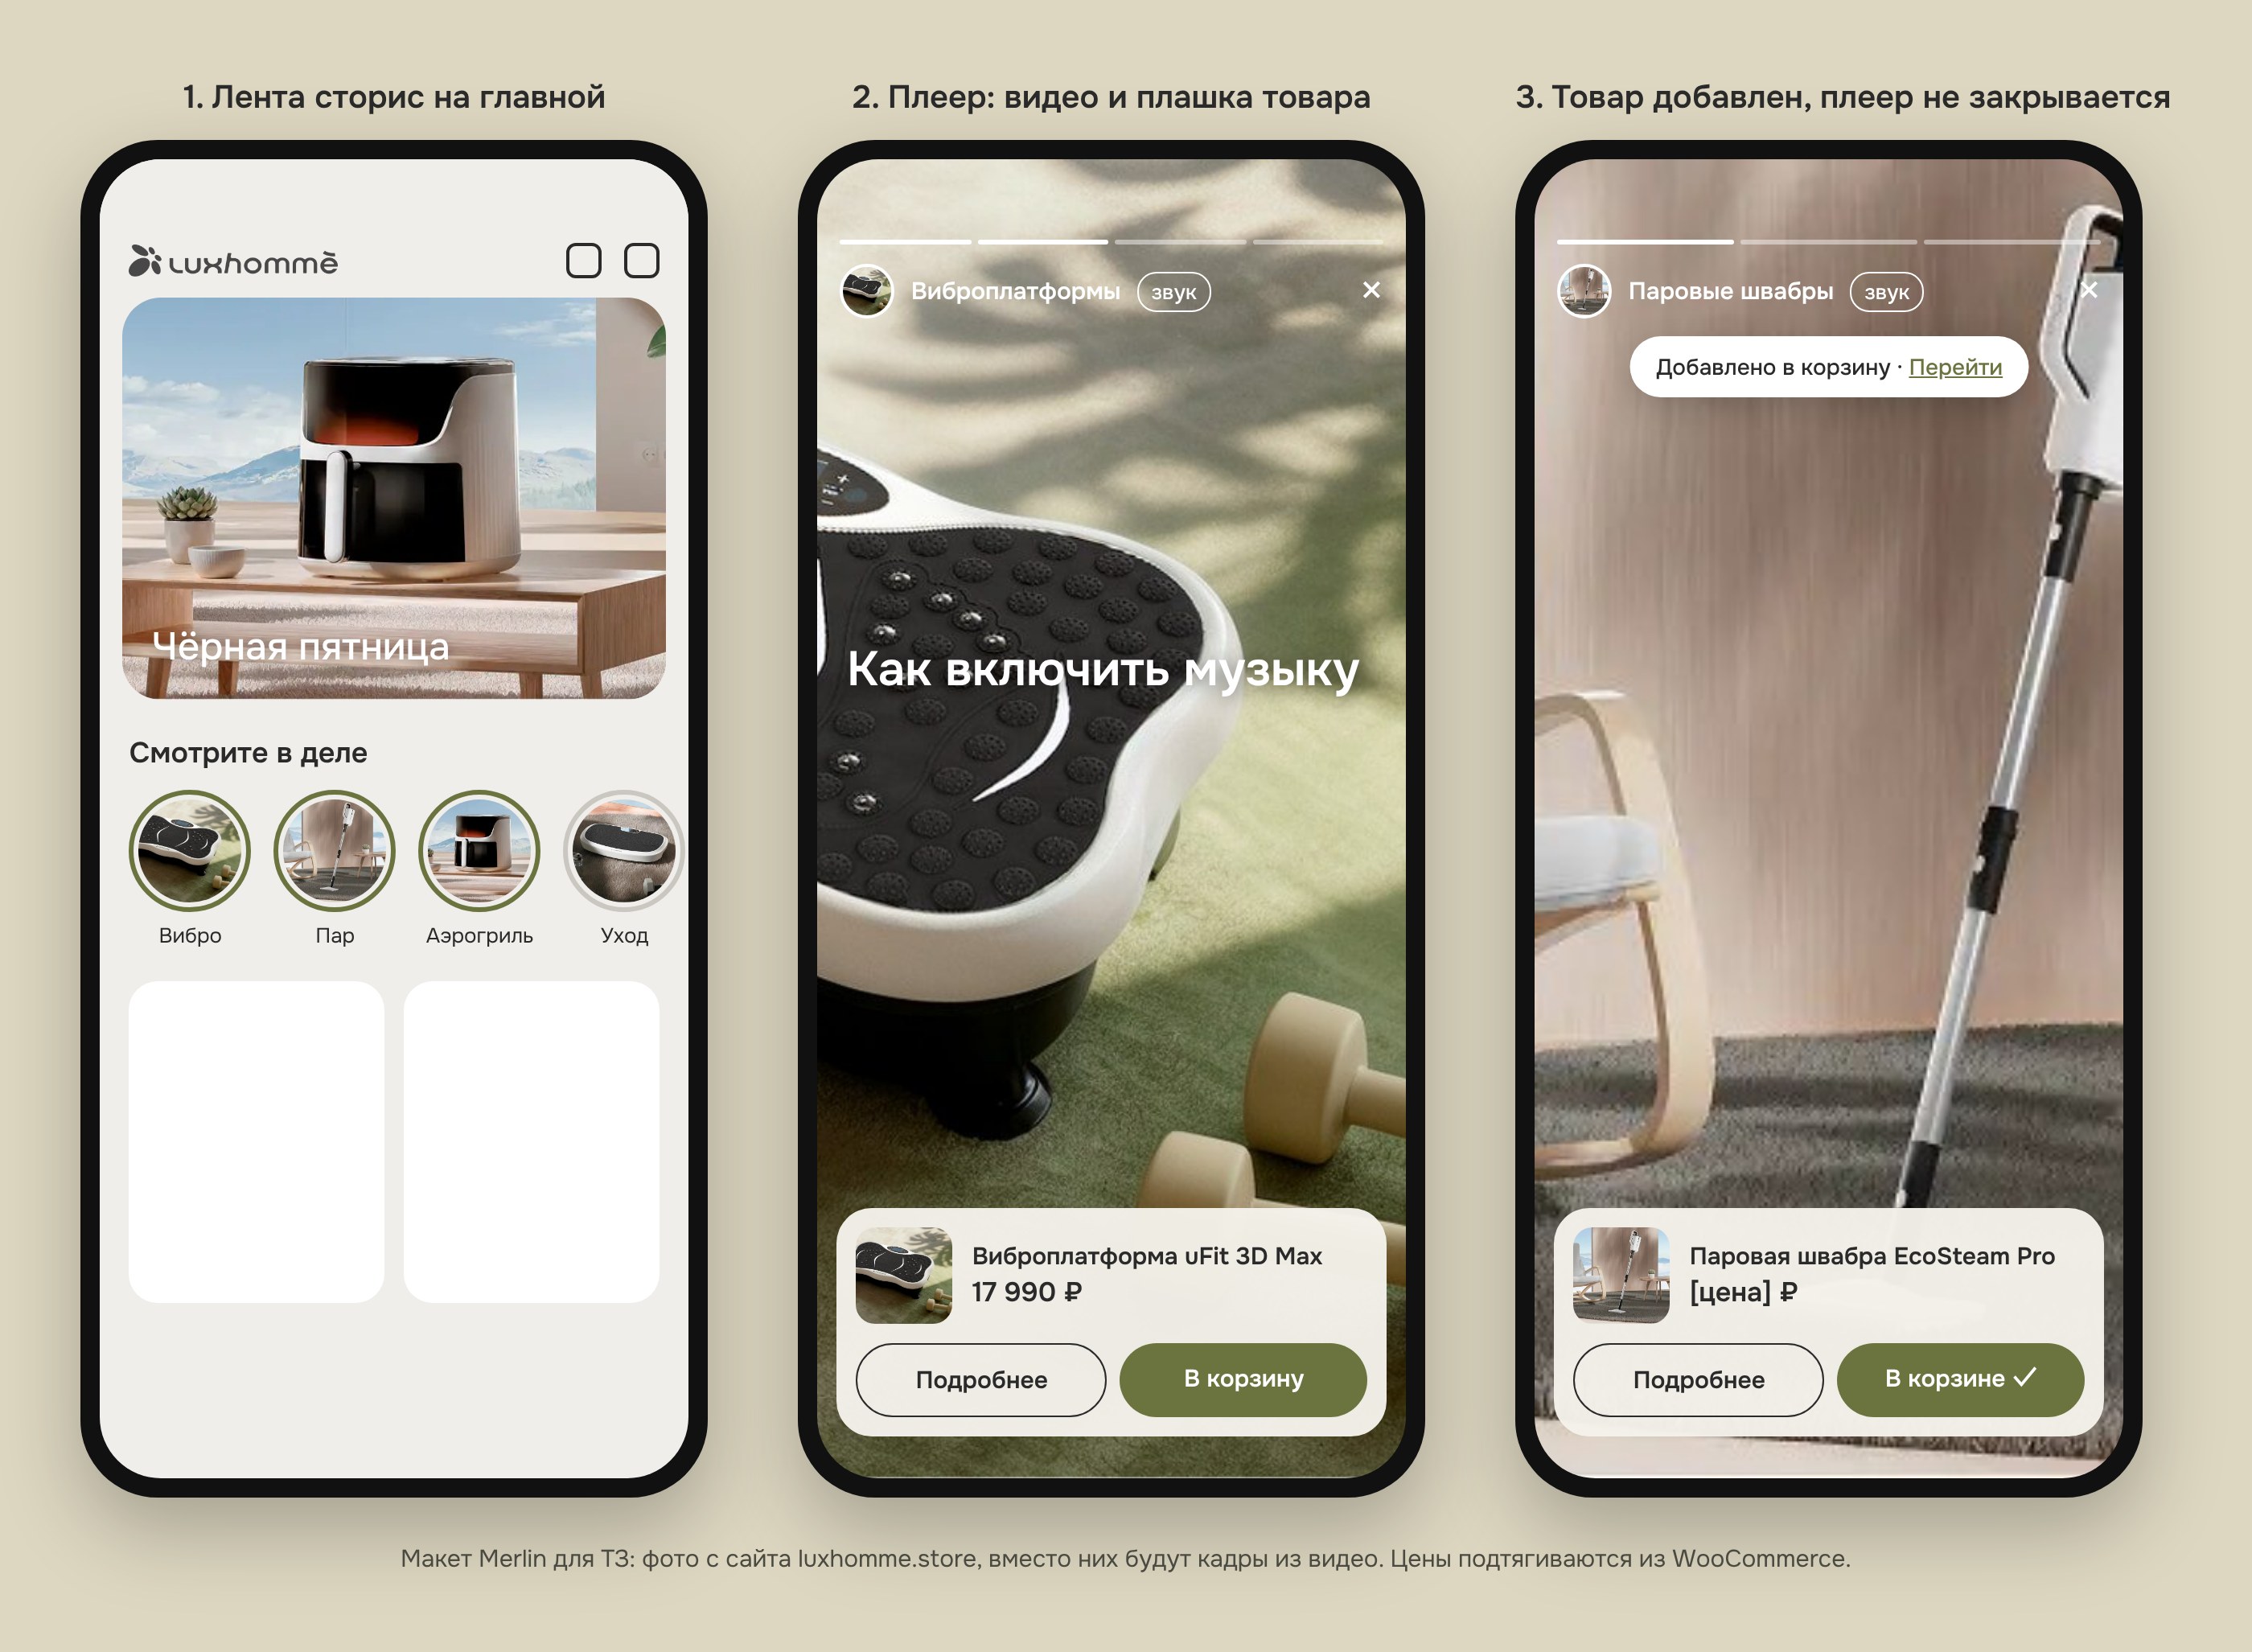 1. Лента сторис на главной
luxhommè
Чёрная пятница
Смотрите в деле
Вибро
Пар
Аэрогриль
Уход
2. Плеер: видео и плашка товара
Виброплатформы
звук
×
Как включить музыку
Виброплатформа uFit 3D Max
17 990 ₽
Подробнее
В корзину
3. Товар добавлен, плеер не закрывается
Паровые швабры
звук
×
Добавлено в корзину · Перейти
Паровая швабра EcoSteam Pro
[цена] ₽
Подробнее
В корзине ✓
Макет Merlin для ТЗ: фото с сайта luxhomme.store, вместо них будут кадры из видео. Цены подтягиваются из WooCommerce.